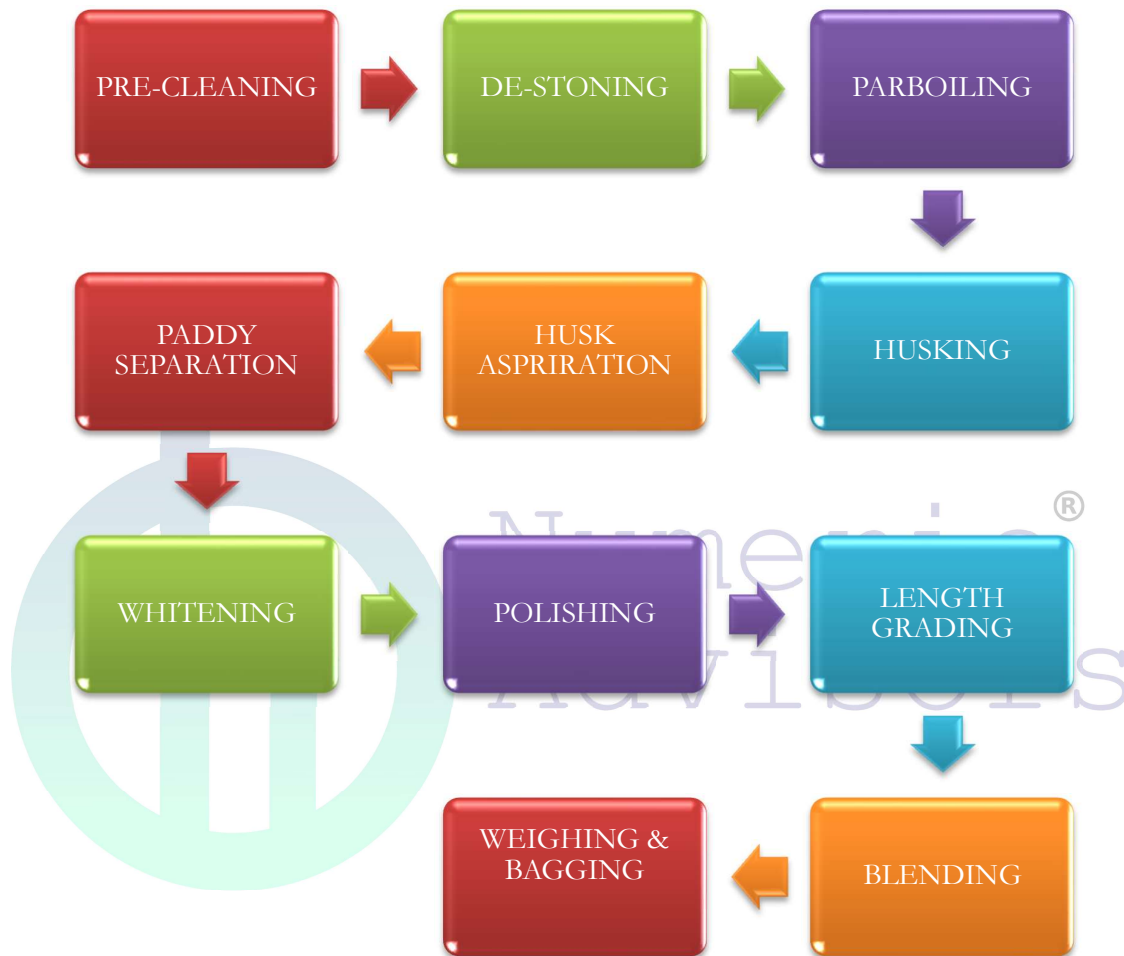 PRE-CLEANING
DE-STONING
PARBOILING
HUSKING
HUSK
ASPRIRATION
PADDY
SEPARATION
WHITENING
POLISHING
LENGTH
GRADING
BLENDING
WEIGHING &
BAGGING
Numeric®
Advisors